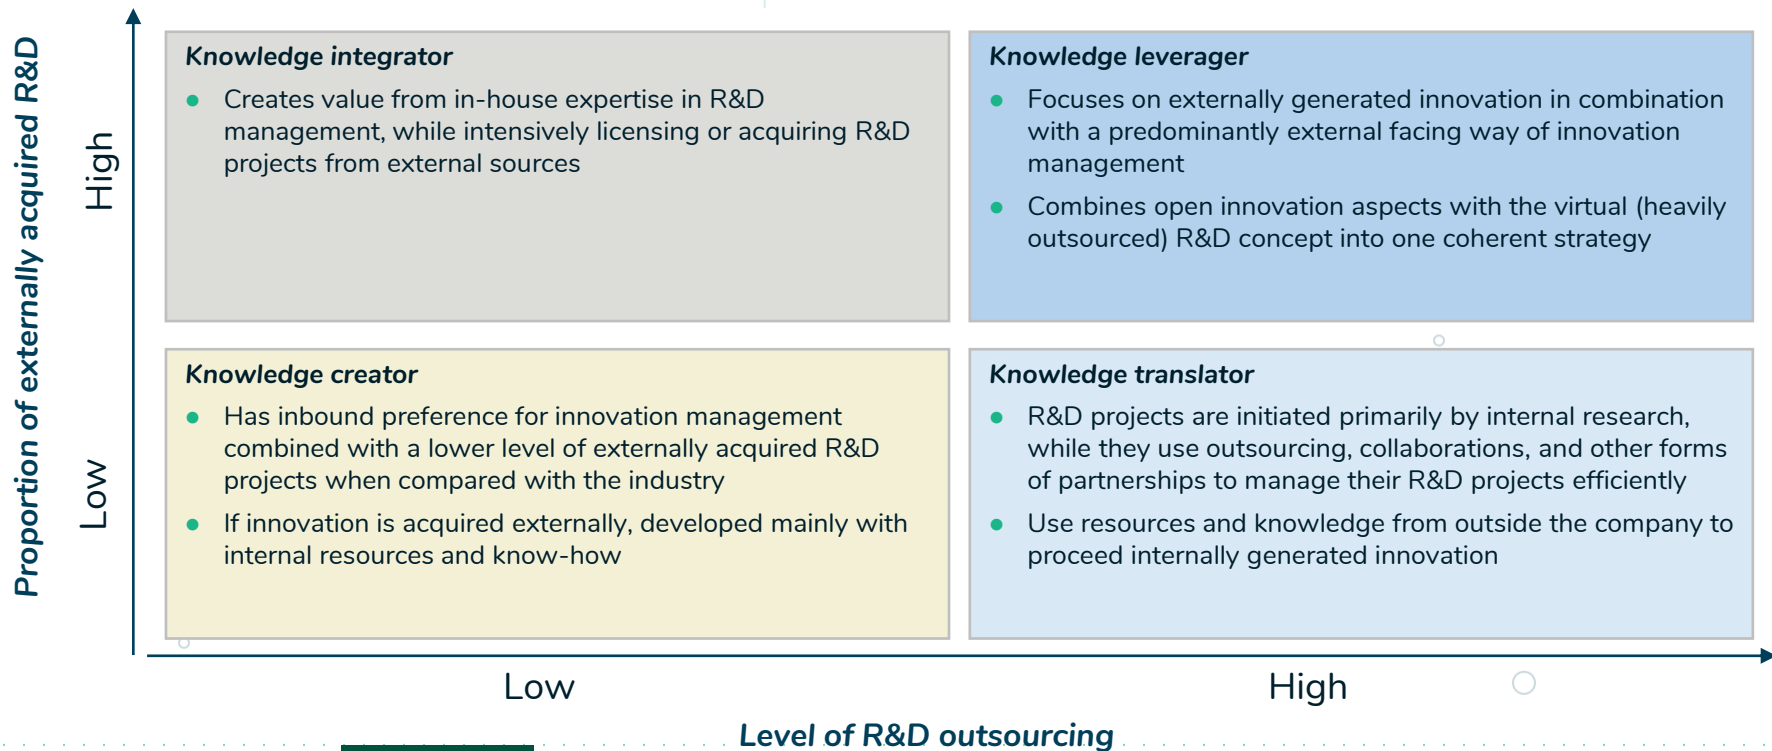 Proportion of externally acquired R&D
High
Low
Knowledge integrator
● Creates value from in-house expertise in R&D
management, while intensively licensing or acquiring R&D
projects from external sources
Knowledge leverager
● Focuses on externally generated innovation in combination
with a predominantly external facing way of innovation
management
● Combines open innovation aspects with the virtual (heavily
outsourced) R&D concept into one coherent strategy
Knowledge creator
● Has inbound preference for innovation management
combined with a lower level of externally acquired R&D
projects when compared with the industry
● If innovation is acquired externally, developed mainly with
internal resources and know-how
Knowledge translator
● R&D projects are initiated primarily by internal research,
while they use outsourcing, collaborations, and other forms
of partnerships to manage their R&D projects efficiently
● Use resources and knowledge from outside the company to
proceed internally generated innovation
Low
High
Level of R&D outsourcing